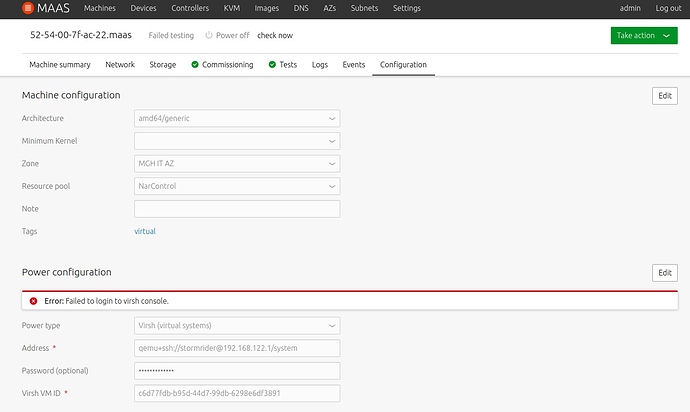 MAAS Machines Devices Controllers KVM Images DNS AZs Subnets Settings admin Log out
52-54-00-7f-ac-22.maas Failed testing Power off check now Take action
Machine summary Network Storage Commissioning Tests Logs Events Configuration
Machine configuration Edit
Architecture amd64/generic
Minimum Kernel
Zone MGH IT AZ
Resource pool NarControl
Note
Tags virtual
Power configuration Edit
Error: Failed to login to virsh console.
Power type Virsh (virtual systems)
Address * qemu+ssh://stormrider@192.168.122.1/system
Password (optional) •••••••••••••
Virsh VM ID * c6d77fdb-b95d-44d7-99db-6298e6df3891